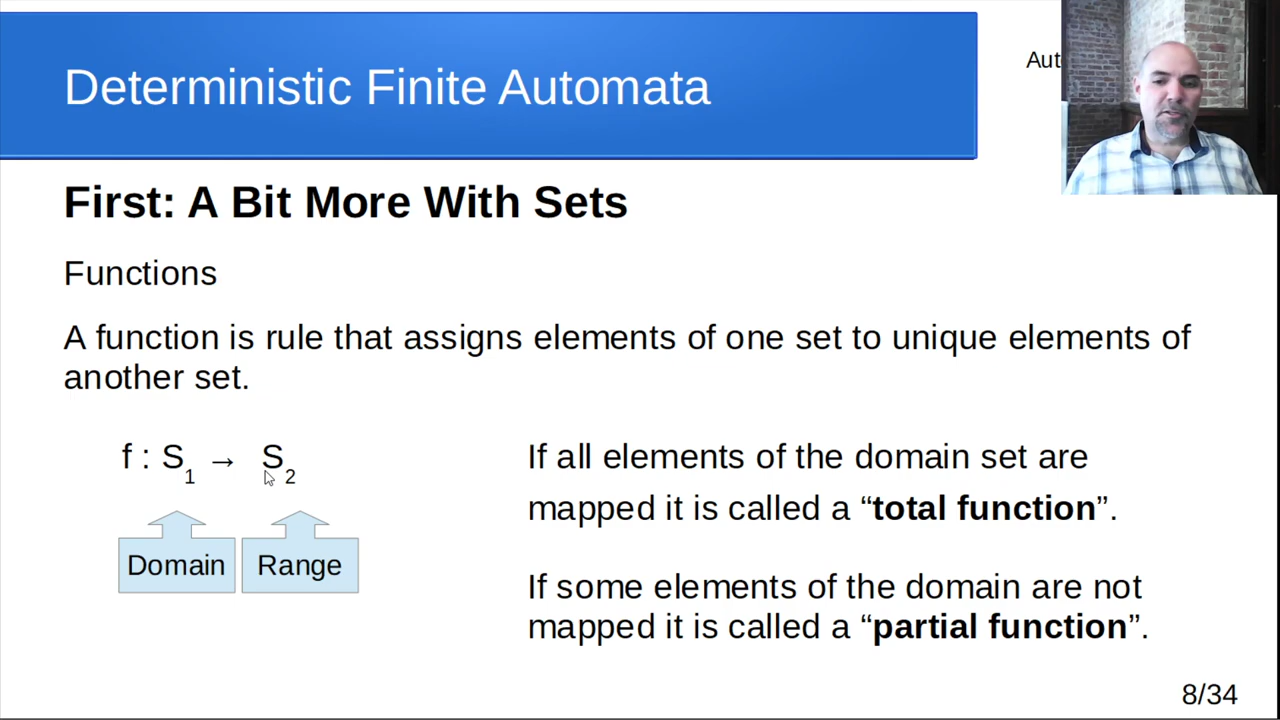 Deterministic Finite Automata
Aut
First: A Bit More With Sets
Functions
A function is rule that assigns elements of one set to unique elements of
another set.
f : S1 → S2
Domain
Range
If all elements of the domain set are
mapped it is called a “total function”.
If some elements of the domain are not
mapped it is called a “partial function”.
8/34